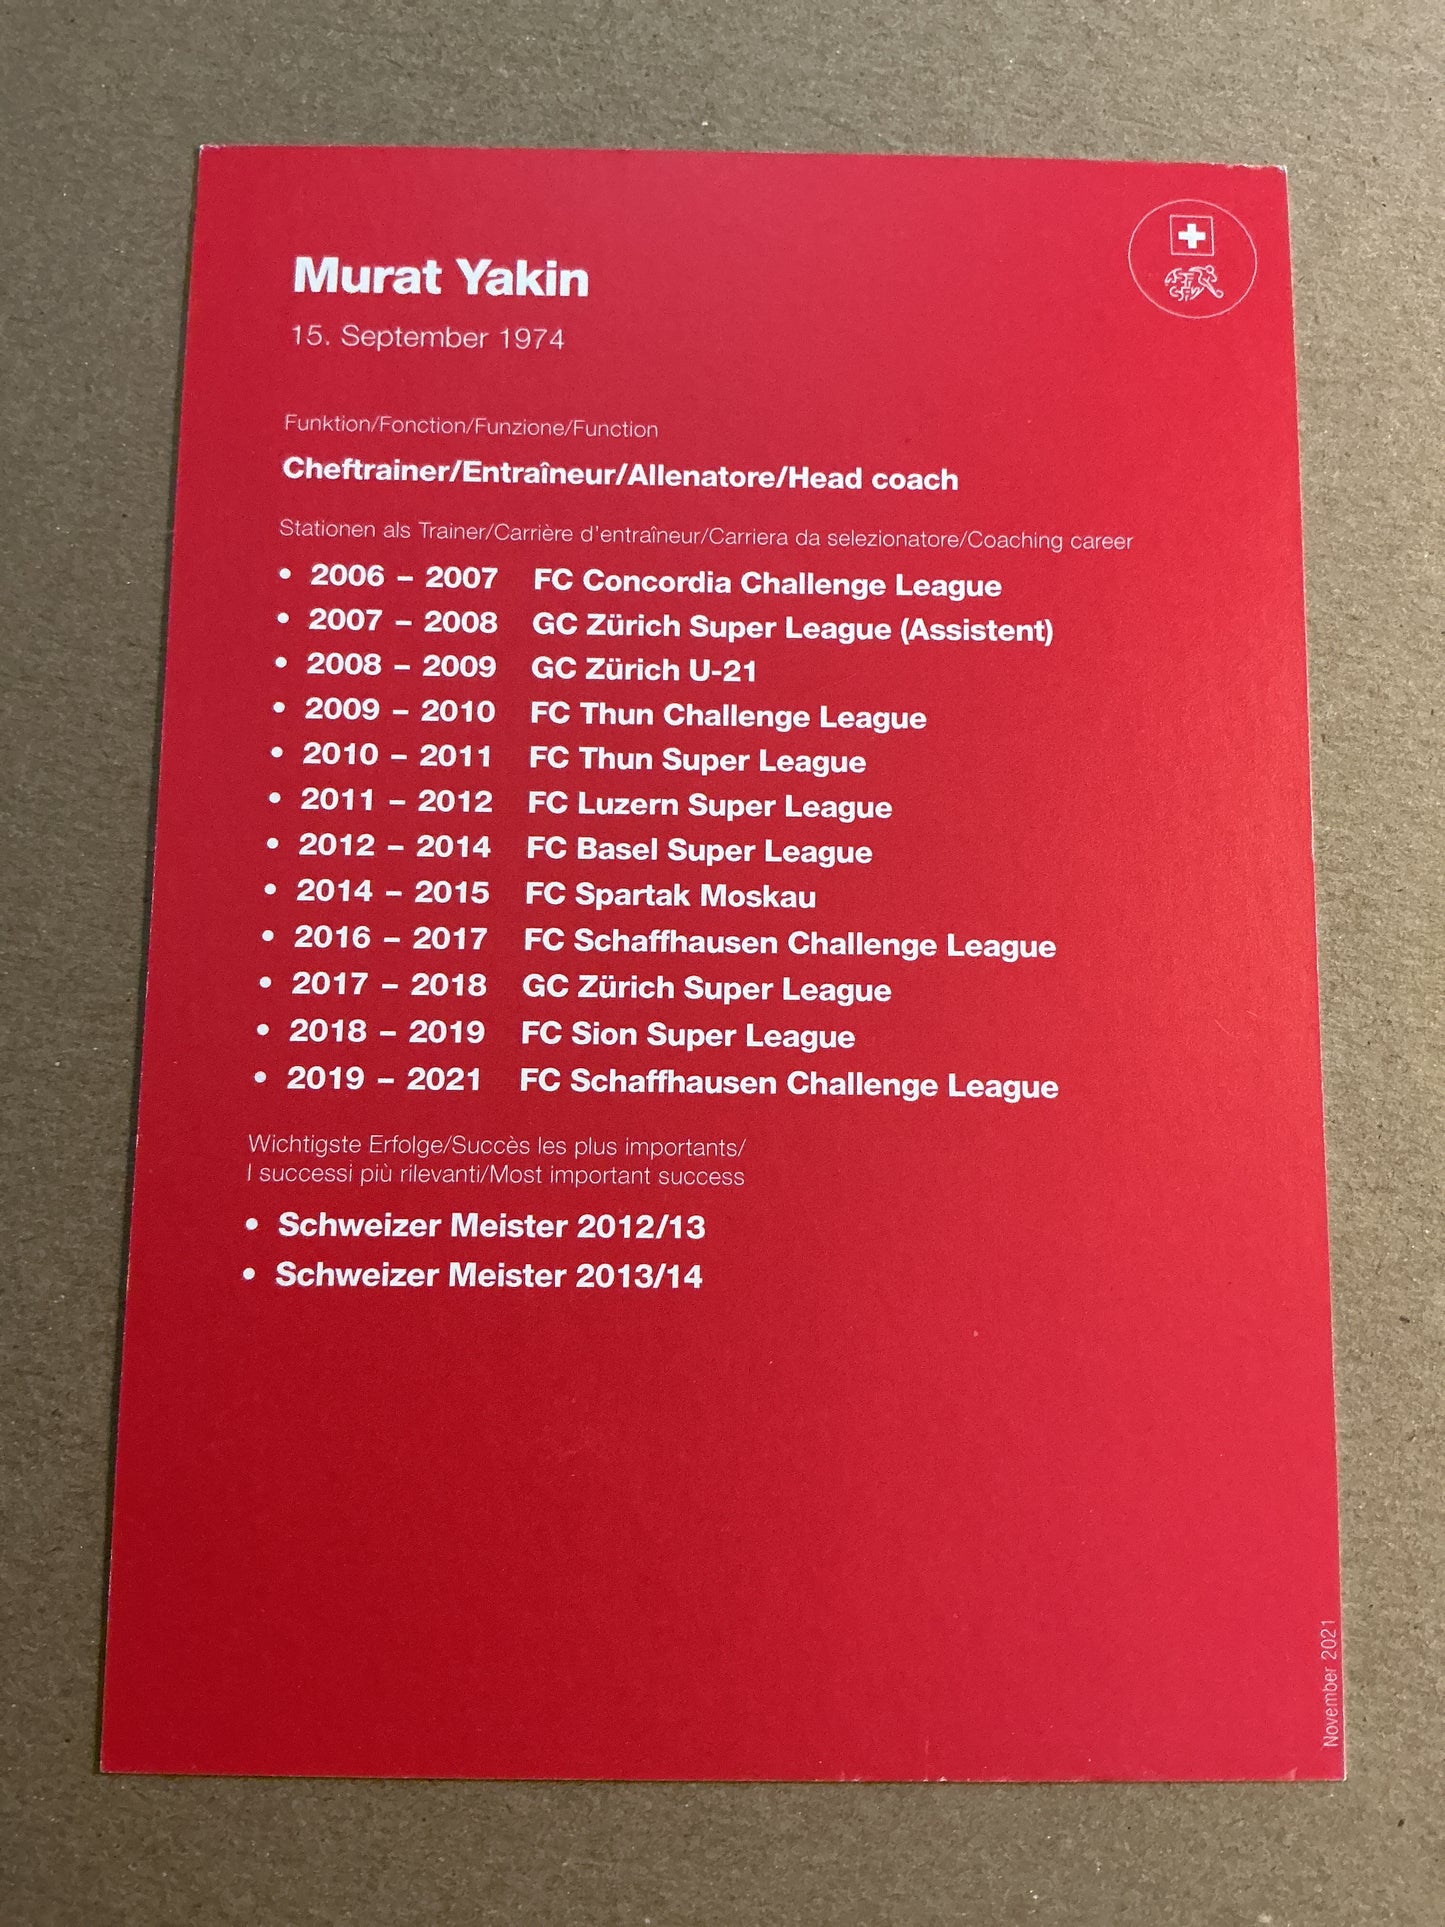 Murat Yakin
15. September 1974
Funktion/Fonction/Funzione/Function
Cheftrainer/Entraîneur/Allenatore/Head coach
Stationen als Trainer/Carrière d'entraîneur/Carriera da selezionatore/Coaching career
• 2006 – 2007 FC Concordia Challenge League
• 2007 – 2008 GC Zürich Super League (Assistent)
• 2008 – 2009 GC Zürich U-21
• 2009 – 2010 FC Thun Challenge League
• 2010 – 2011 FC Thun Super League
• 2011 – 2012 FC Luzern Super League
• 2012 – 2014 FC Basel Super League
• 2014 – 2015 FC Spartak Moskau
• 2016 – 2017 FC Schaffhausen Challenge League
• 2017 – 2018 GC Zürich Super League
• 2018 – 2019 FC Sion Super League
• 2019 – 2021 FC Schaffhausen Challenge League
Wichtigste Erfolge/Succès les plus importants/
I successi più rilevanti/Most important success
• Schweizer Meister 2012/13
• Schweizer Meister 2013/14
November 2021